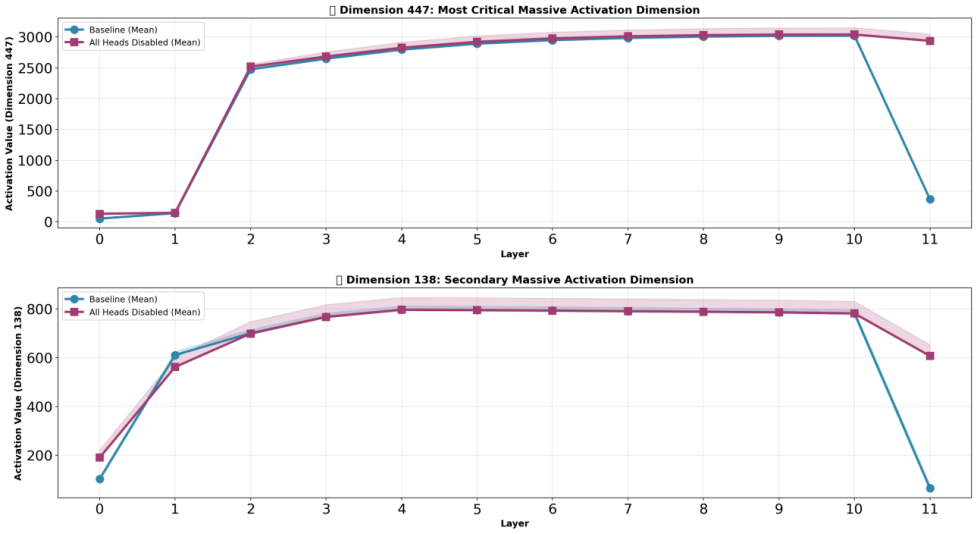 Dimension 447: Most Critical Massive Activation Dimension
Baseline (Mean)
All Heads Disabled (Mean)
Activation Value (Dimension 447)
3000
2500
2000
1500
1000
500
0
0 1 2 3 4 5 6 7 8 9 10 11
Layer
Dimension 138: Secondary Massive Activation Dimension
Baseline (Mean)
All Heads Disabled (Mean)
Activation Value (Dimension 138)
800
600
400
200
0 1 2 3 4 5 6 7 8 9 10 11
Layer